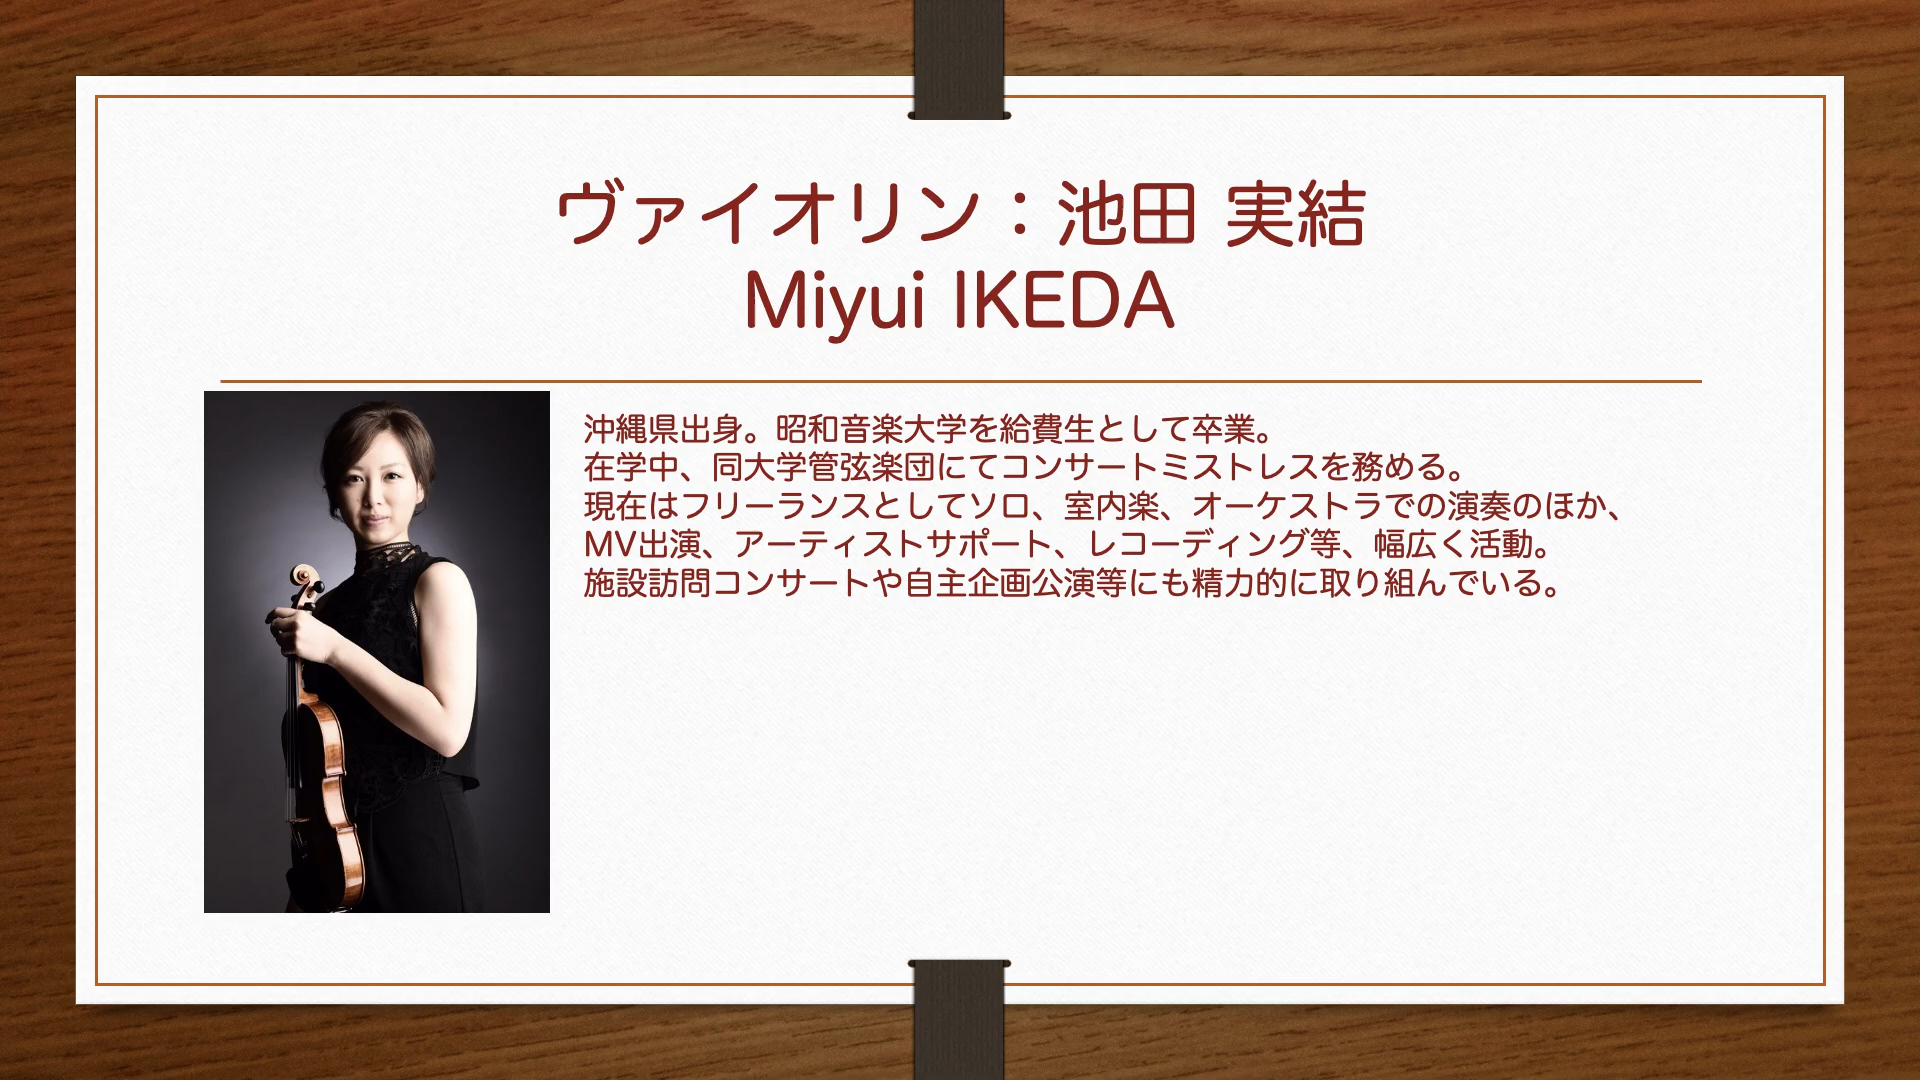 ヴァイオリン：池田 実結
Miyui IKEDA
沖縄県出身。昭和音楽大学を給費生として卒業。
在学中、同大学管弦楽団にてコンサートミストレスを務める。
現在はフリーランスとしてソロ、室内楽、オーケストラでの演奏のほか、
MV出演、アーティストサポート、レコーディング等、幅広く活動。
施設訪問コンサートや自主企画公演等にも精力的に取り組んでいる。